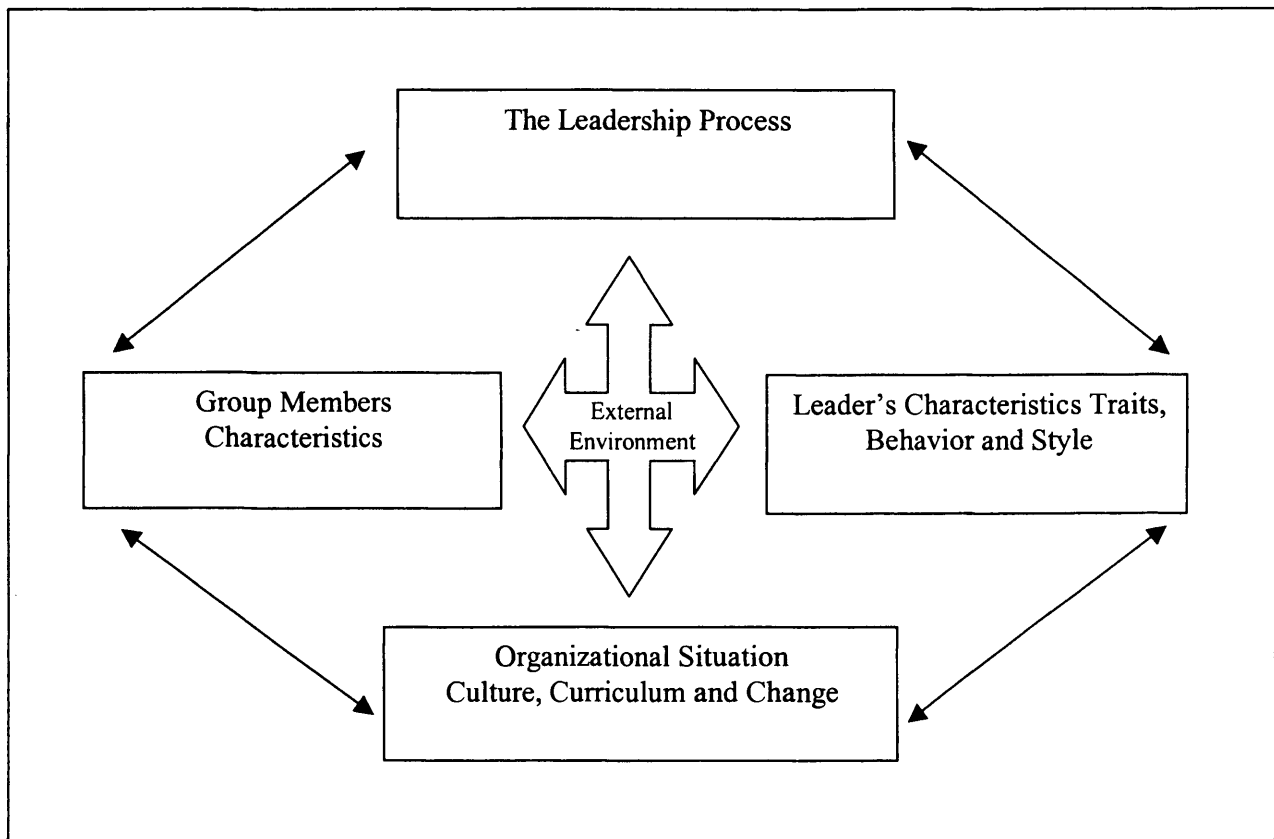 The Leadership Process
Group Members
Characteristics
External
Environment
Leader's Characteristics Traits,
Behavior and Style
Organizational Situation
Culture, Curriculum and Change